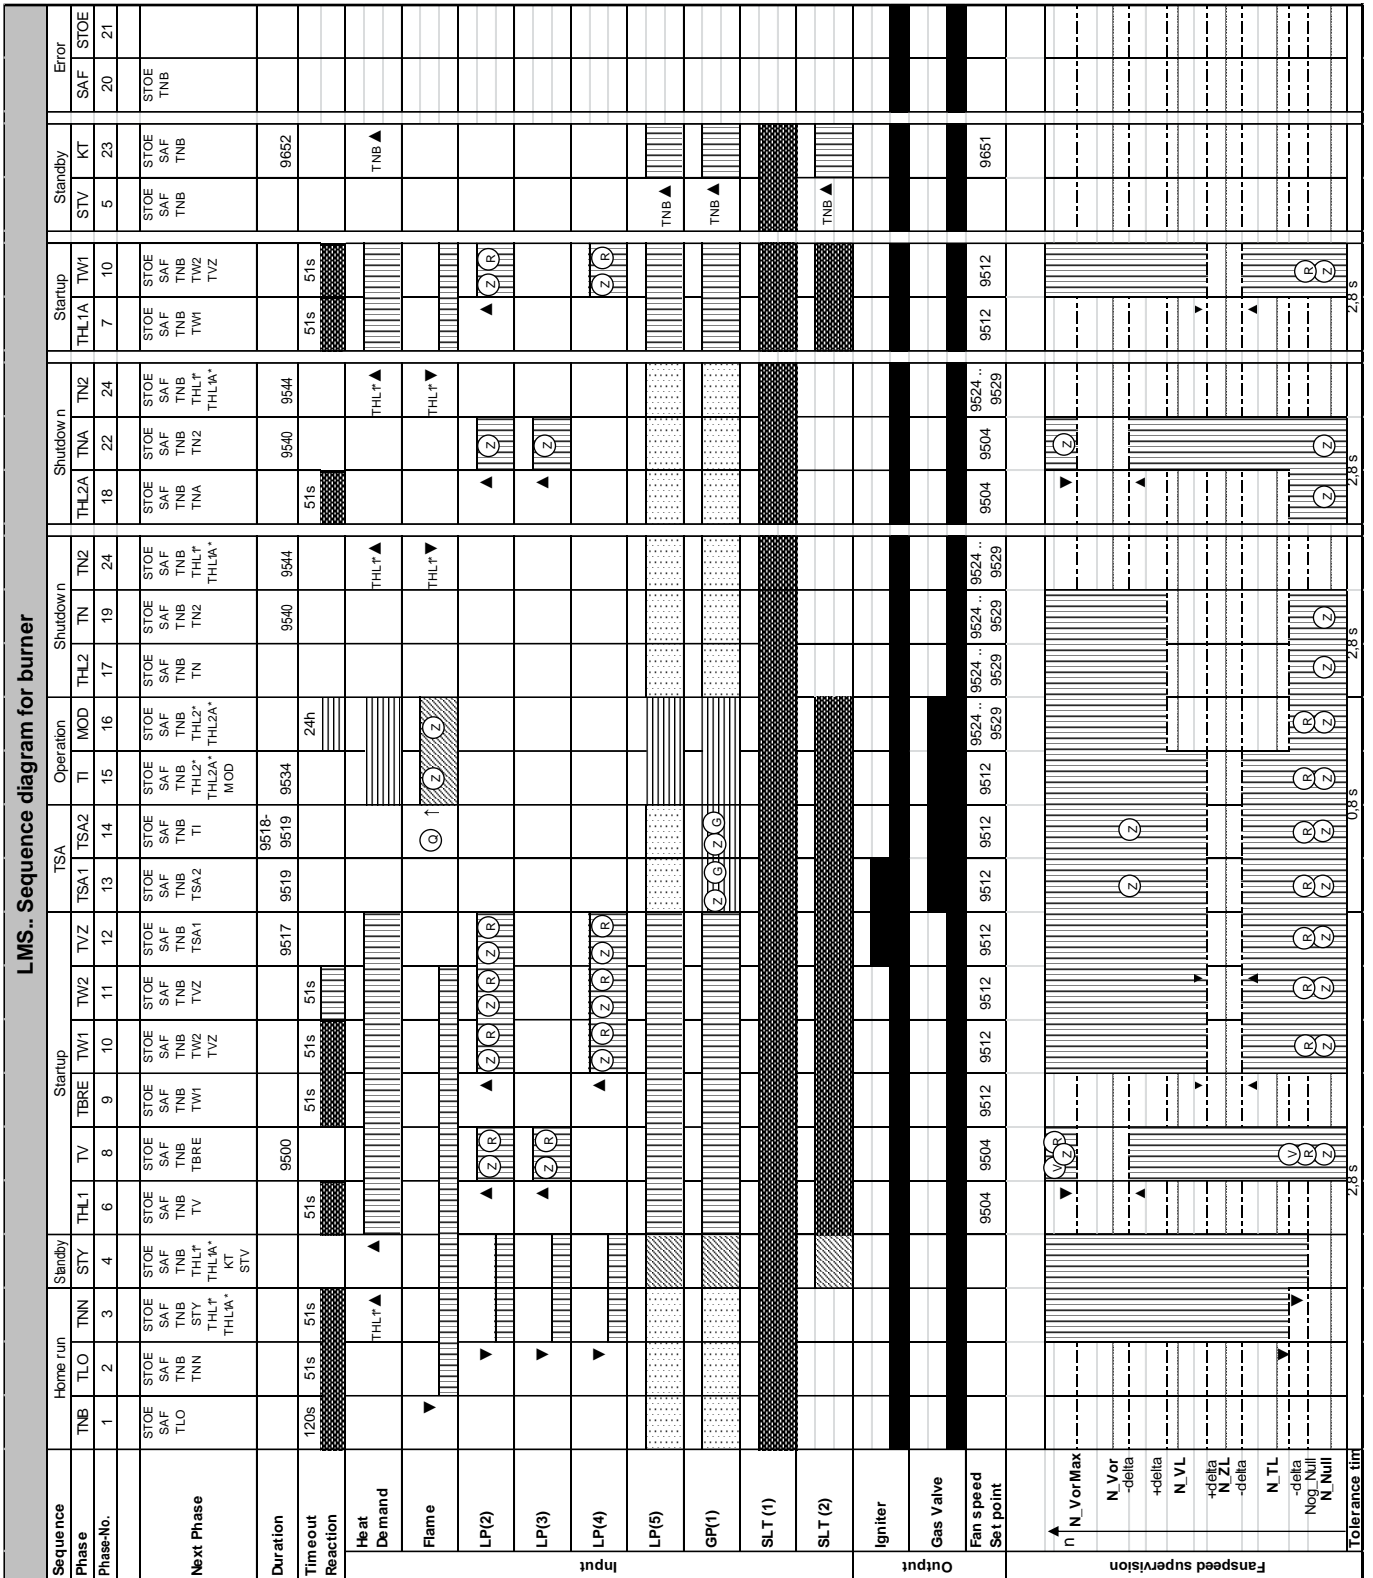 LMS.. Sequence diagram for burner
Sequence Home run Standby Startup TSA Operation Shutdown Shutdown Startup Standby Error
Phase TNB TLO TNN STY THL1 TV TBRE TW1 TW2 TVZ TSA1 TSA2 TI MOD THL2 TN TN2 THL2A TNA TN2 THL1A TW1 STV KT SAF STOE
Phase-No. 1 2 3 4 6 8 9 10 11 12 13 14 15 16 17 19 24 18 22 24 7 10 5 23 20 21
Next Phase
STOE SAF TLO
STOE SAF TNB TNN
STOE SAF TNB STY THL1* THL1A*
STOE SAF TNB THL1* THL1A* KT STV
STOE SAF TNB TV
STOE SAF TNB TBRE
STOE SAF TNB TW1
STOE SAF TNB TW2 TVZ
STOE SAF TNB TVZ
STOE SAF TNB TSA1
STOE SAF TNB TSA2
STOE SAF TNB TI
STOE SAF TNB THL2* THL2A* MOD
STOE SAF TNB THL2* THL2A*
STOE SAF TNB TN
STOE SAF TNB TN2
STOE SAF TNB THL1* THL1A*
STOE SAF TNB TNA
STOE SAF TNB TN2
STOE SAF TNB THL1* THL1A*
STOE SAF TNB TW1
STOE SAF TNB TW2 TVZ
STOE SAF TNB
STOE SAF TNB
STOE TNB
Duration 9500 9517 9519 9518-9519 9534 9540 9544 9540 9544 9652
Timeout 120s 51s 51s 51s 51s 51s 51s 24h 51s 51s 51s
Reaction
Input
Heat Demand THL1* THL1* THL1* TNB
Flame Q ↑ Z Z THL1* THL1*
LP(2) Z R Z R Z R Z R Z Z R
LP(3) Z R Z
LP(4) Z R Z R Z R Z R
LP(5) TNB
GP(1) Z G Z G TNB
SLT (1)
SLT (2) TNB
Output
Igniter
Gas Valve
Fan speed Set point 9504 9504 9512 9512 9512 9512 9512 9512 9512 9524.. 9529 9524.. 9529 9524.. 9529 9524.. 9529 9504 9504 9524 .. 9529 9512 9512 9651
Fanspeed supervision
n
N_VorMax V R Z Z
N_Vor
-delta Z Z
+delta
N_VL
+delta
N_ZL
-delta
N_TL
-delta V
Nog_Null R R R R R R R R R
N_Null Z Z Z Z Z Z Z Z Z Z Z Z Z
Tolerance tim 2,8 s 0,8 s 2,8 s 2,8 s 2,8 s